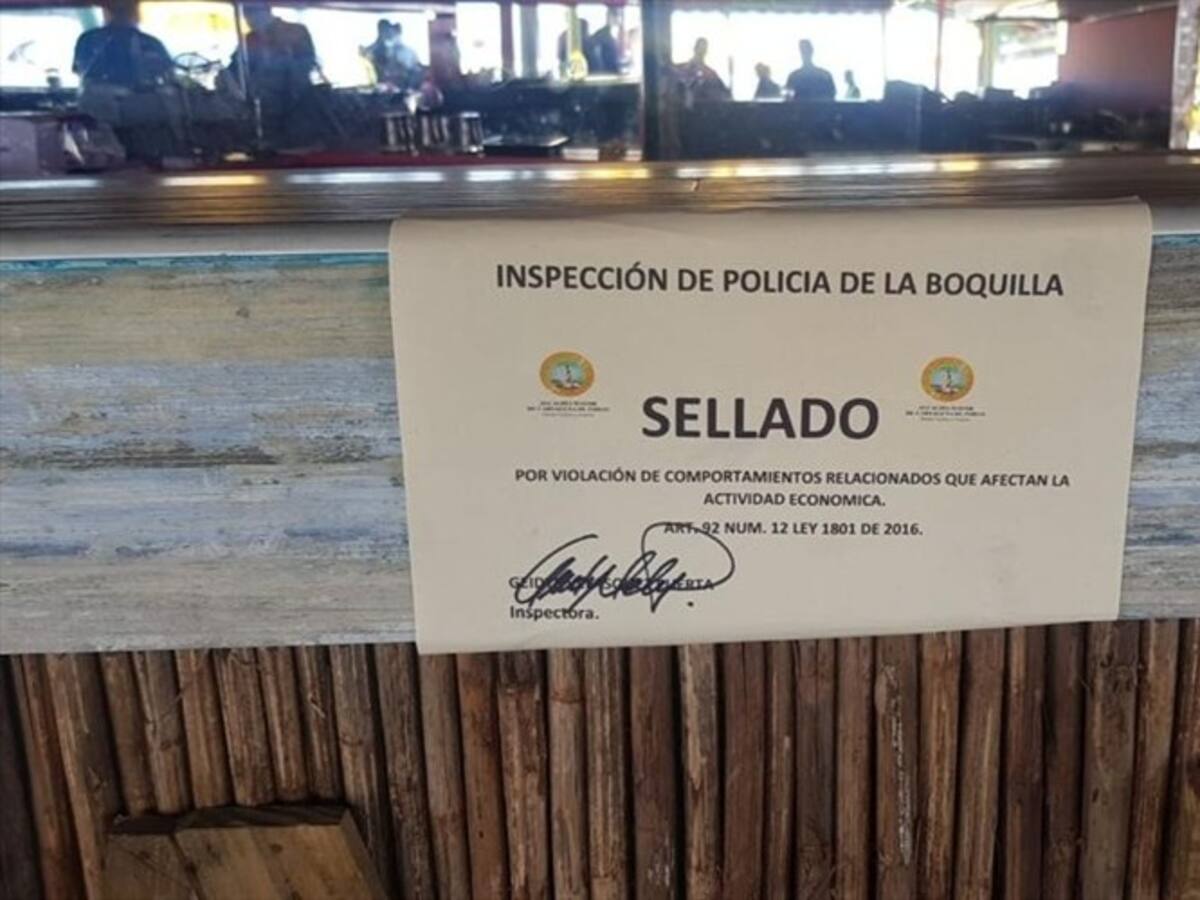 INSPECCIÓN DE POLICIA DE LA BOQUILLA
SELLADO
POR VIOLACIÓN DE COMPORTAMIENTOS RELACIONADOS QUE AFECTAN LA
ACTIVIDAD ECONOMICA.
ART. 92 NUM. 12 LEY 1801 DE 2016.
Inspectora.